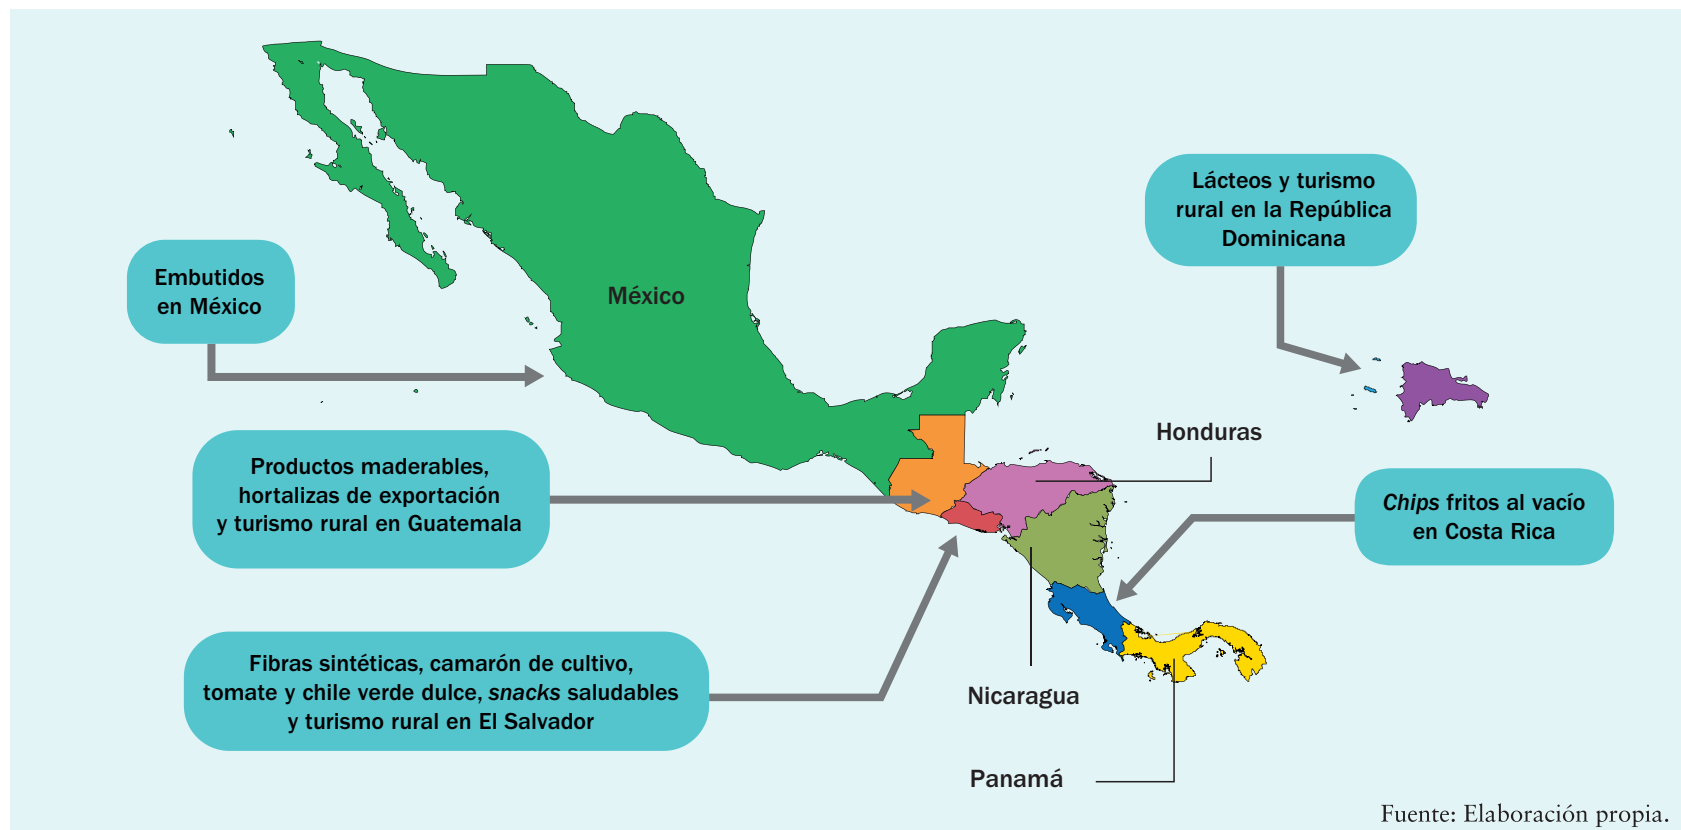 Lácteos y turismo
rural en la República
Dominicana
Embutidos
en México
México
Honduras
Productos maderables,
hortalizas de exportación
y turismo rural en Guatemala
Chips fritos al vacío
en Costa Rica
Fibras sintéticas, camarón de cultivo,
tomate y chile verde dulce, snacks saludables
y turismo rural en El Salvador
Nicaragua
Panamá
Fuente: Elaboración propia.